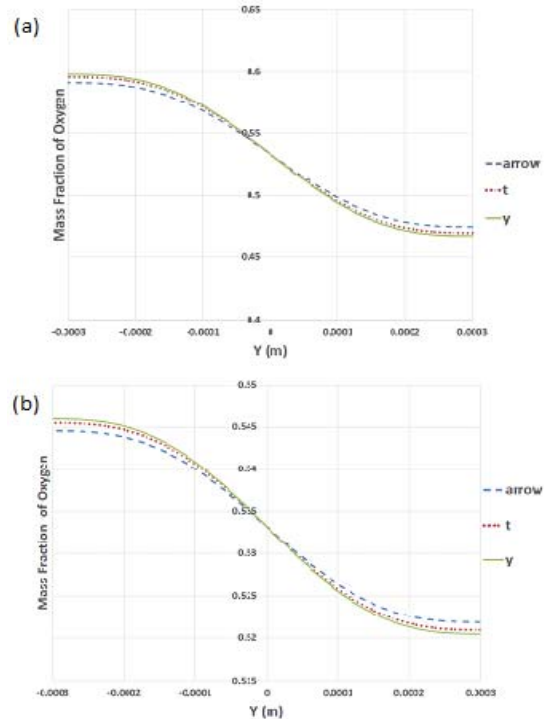 (a)
0.65
0.6
0.55
0.5
0.45
0.4
Mass Fraction of Oxygen
-0.0003 -0.0002 -0.0001 0 0.0001 0.0002 0.0003
Y (m)
arrow
t
y
(b)
0.55
0.545
0.54
0.535
0.53
0.525
0.520
0.515
Mass Fraction of Oxygen
-0.0003 -0.0002 -0.0001 0 0.0001 0.0002 0.0003
Y (m)
arrow
t
y